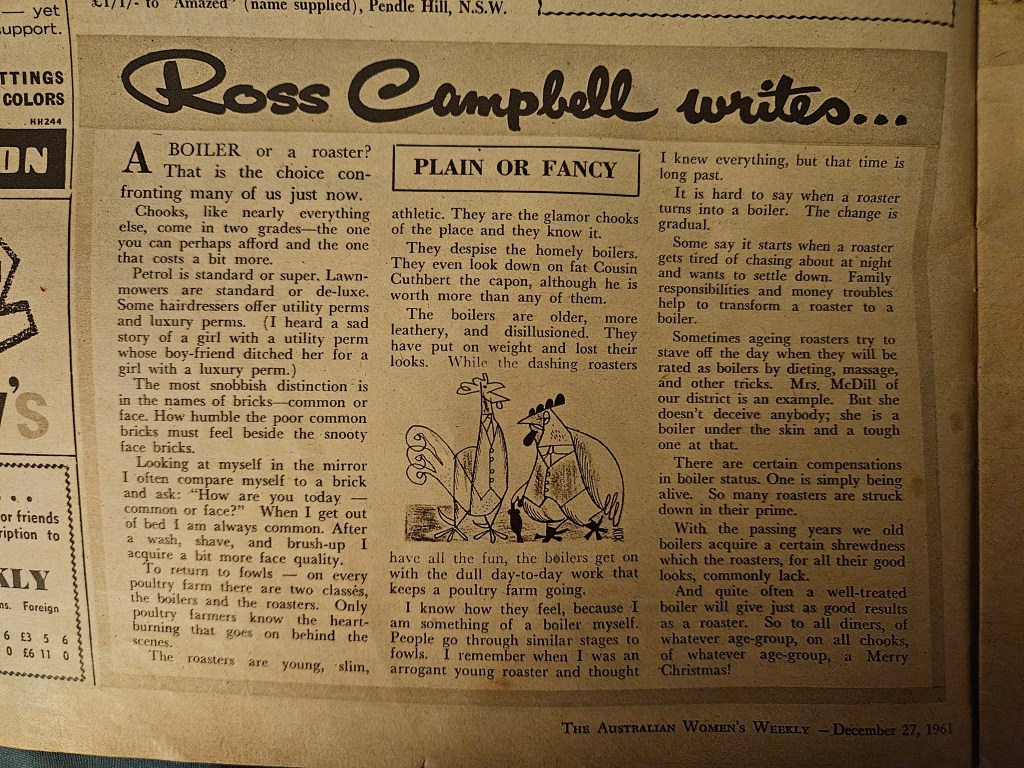 — yet
support.
TTINGS
COLORS
HH244
ON
'S
...
or friends
ription to
KLY
ns. Foreign
6 £3 5 6
0 £6 11 0
£1/1/- to "Amazed" (name supplied), Pendle Hill, N.S.W.
Ross Campbell writes...
A BOILER or a roaster?
That is the choice con-
fronting many of us just now.
Chooks, like nearly everything
else, come in two grades—the one
you can perhaps afford and the one
that costs a bit more.
Petrol is standard or super. Lawn-
mowers are standard or de-luxe.
Some hairdressers offer utility perms
and luxury perms. (I heard a sad
story of a girl with a utility perm
whose boy-friend ditched her for a
girl with a luxury perm.)
The most snobbish distinction is
in the names of bricks—common or
face. How humble the poor common
bricks must feel beside the snooty
face bricks.
Looking at myself in the mirror
I often compare myself to a brick
and ask: "How are you today —
common or face?" When I get out
of bed I am always common. After
a wash, shave, and brush-up I
acquire a bit more face quality.
To return to fowls — on every
poultry farm there are two classes,
the boilers and the roasters. Only
poultry farmers know the heart-
burning that goes on behind the
scenes.
The roasters are young, slim,
PLAIN OR FANCY
athletic. They are the glamor chooks
of the place and they know it.
They despise the homely boilers.
They even look down on fat Cousin
Cuthbert the capon, although he is
worth more than any of them.
The boilers are older, more
leathery, and disillusioned. They
have put on weight and lost their
looks. While the dashing roasters
have all the fun, the boilers get on
with the dull day-to-day work that
keeps a poultry farm going.
I know how they feel, because I
am something of a boiler myself.
People go through similar stages to
fowls. I remember when I was an
arrogant young roaster and thought
I knew everything, but that time is
long past.
It is hard to say when a roaster
turns into a boiler. The change is
gradual.
Some say it starts when a roaster
gets tired of chasing about at night
and wants to settle down. Family
responsibilities and money troubles
help to transform a roaster to a
boiler.
Sometimes ageing roasters try to
stave off the day when they will be
rated as boilers by dieting, massage,
and other tricks. Mrs. McDill of
our district is an example. But she
doesn't deceive anybody; she is a
boiler under the skin and a tough
one at that.
There are certain compensations
in boiler status. One is simply being
alive. So many roasters are struck
down in their prime.
With the passing years we old
boilers acquire a certain shrewdness
which the roasters, for all their good
looks, commonly lack.
And quite often a well-treated
boiler will give just as good results
as a roaster. So to all diners, of
whatever age-group, on all chooks,
of whatever age-group, a Merry
Christmas!
THE AUSTRALIAN WOMEN'S WEEKLY — December 27, 1961